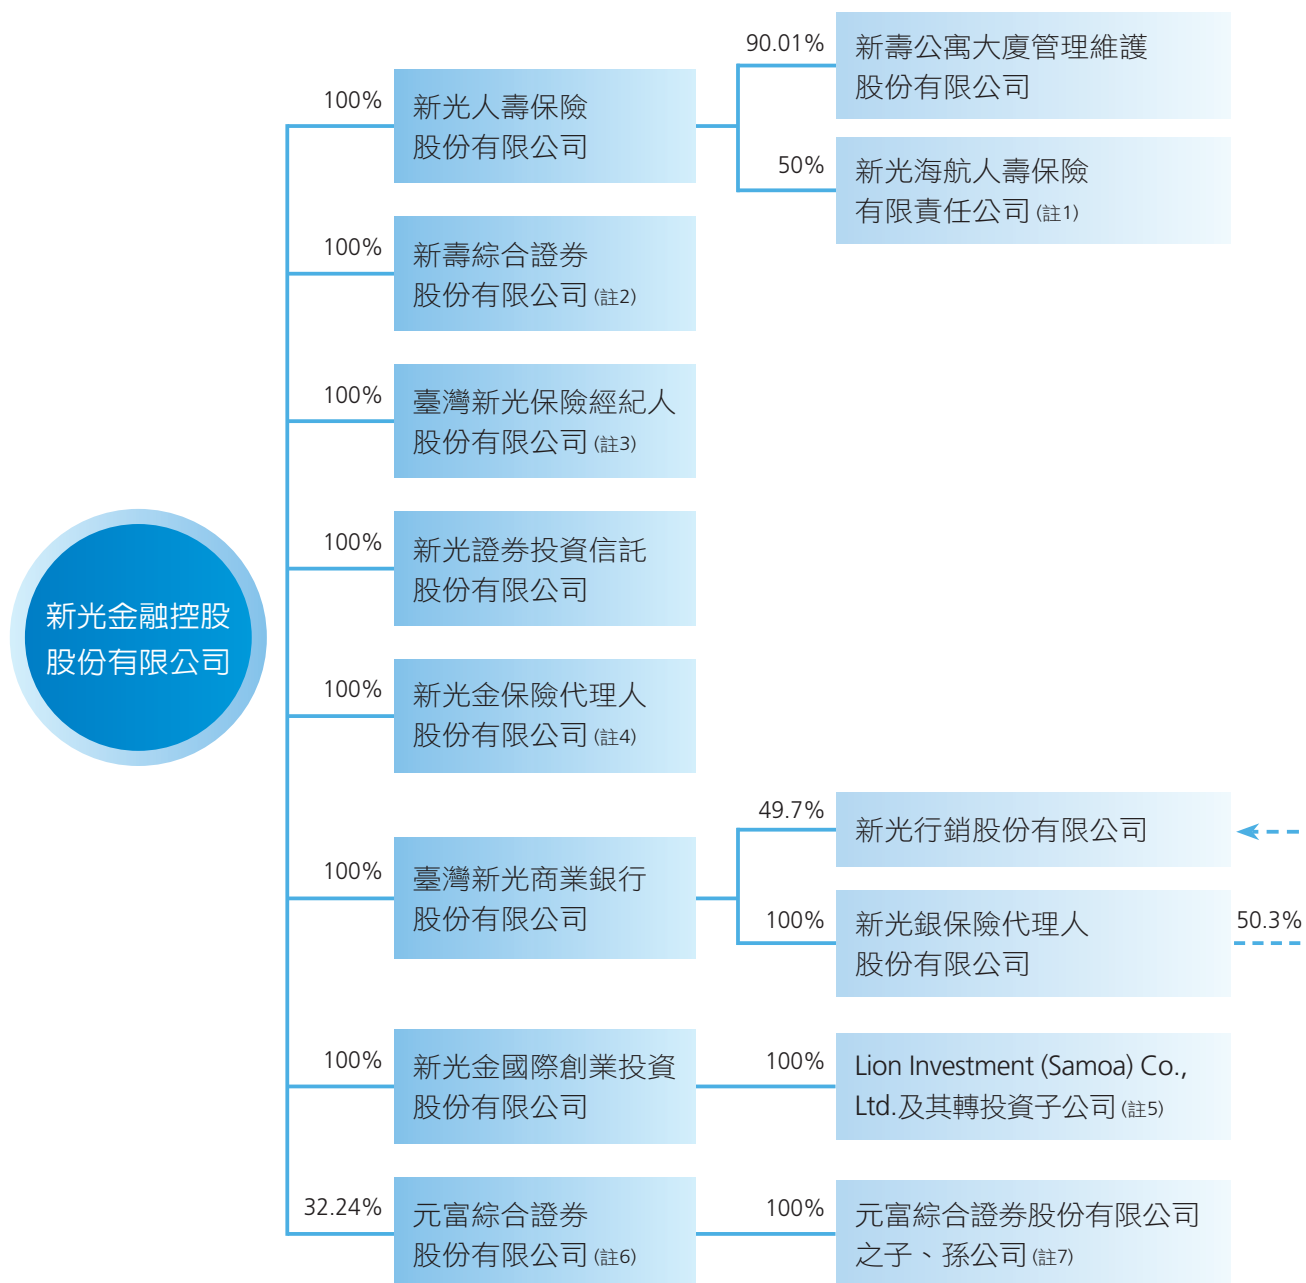 新光金融控股
股份有限公司
100%
新光人壽保險
股份有限公司
90.01%
新壽公寓大廈管理維護
股份有限公司
50%
新光海航人壽保險
有限責任公司 (註1)
100%
新壽綜合證券
股份有限公司 (註2)
100%
臺灣新光保險經紀人
股份有限公司 (註3)
100%
新光證券投資信託
股份有限公司
100%
新光金保險代理人
股份有限公司 (註4)
100%
臺灣新光商業銀行
股份有限公司
49.7%
新光行銷股份有限公司
100%
新光銀保險代理人
股份有限公司
50.3%
100%
新光金國際創業投資
股份有限公司
100%
Lion Investment (Samoa) Co.,
Ltd.及其轉投資子公司 (註5)
32.24%
元富綜合證券
股份有限公司 (註6)
100%
元富綜合證券股份有限公司
之子、孫公司 (註7)